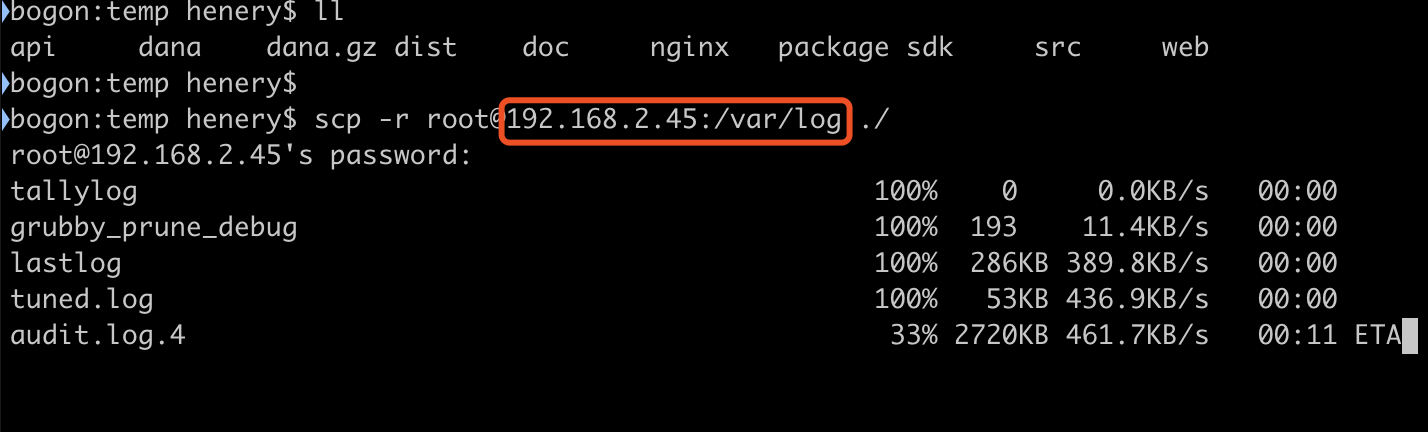 bogon:temp henery$ ll
api dana dana.gz dist doc nginx package sdk src web
bogon:temp henery$
bogon:temp henery$ scp -r root@192.168.2.45:/var/log ./
root@192.168.2.45's password:
tallylog 100% 0 0.0KB/s 00:00
grubby_prune_debug 100% 193 11.4KB/s 00:00
lastlog 100% 286KB 389.8KB/s 00:00
tuned.log 100% 53KB 436.9KB/s 00:00
audit.log.4 33% 2720KB 461.7KB/s 00:11 ETA